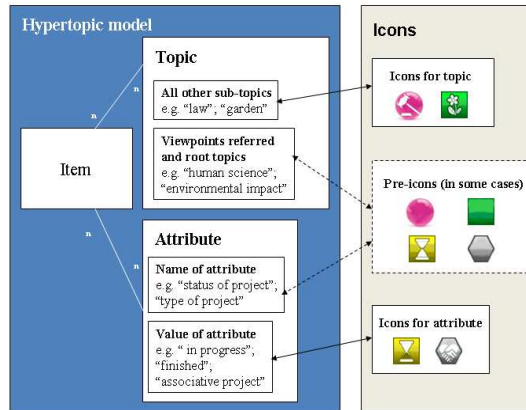 Hypertopic model
Topic
All other sub-topics
e.g. “law”; “garden”
Viewpoints referred
and root topics
e.g. “human science”;
“environmental impact”
n
n
Item
n
n
Attribute
Name of attribute
e.g. “status of project”;
“type of project”
Value of attribute
e.g. “ in progress”;
“finished”;
“associative project”
Icons
Icons for topic
Pre-icons (in some cases)
Icons for attribute